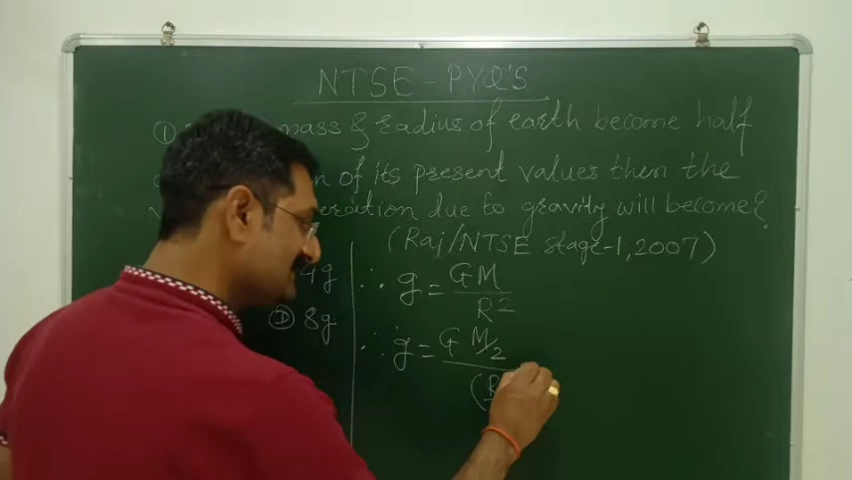 NTSE - PYQ'S
① mass & radius of earth become half
of its present values then the
due to gravity will become?
(Raj/NTSE Stage-1, 2007)
4g
Ⓓ 8g
∴ g = GM
R²
∴ g = G M/2
(R